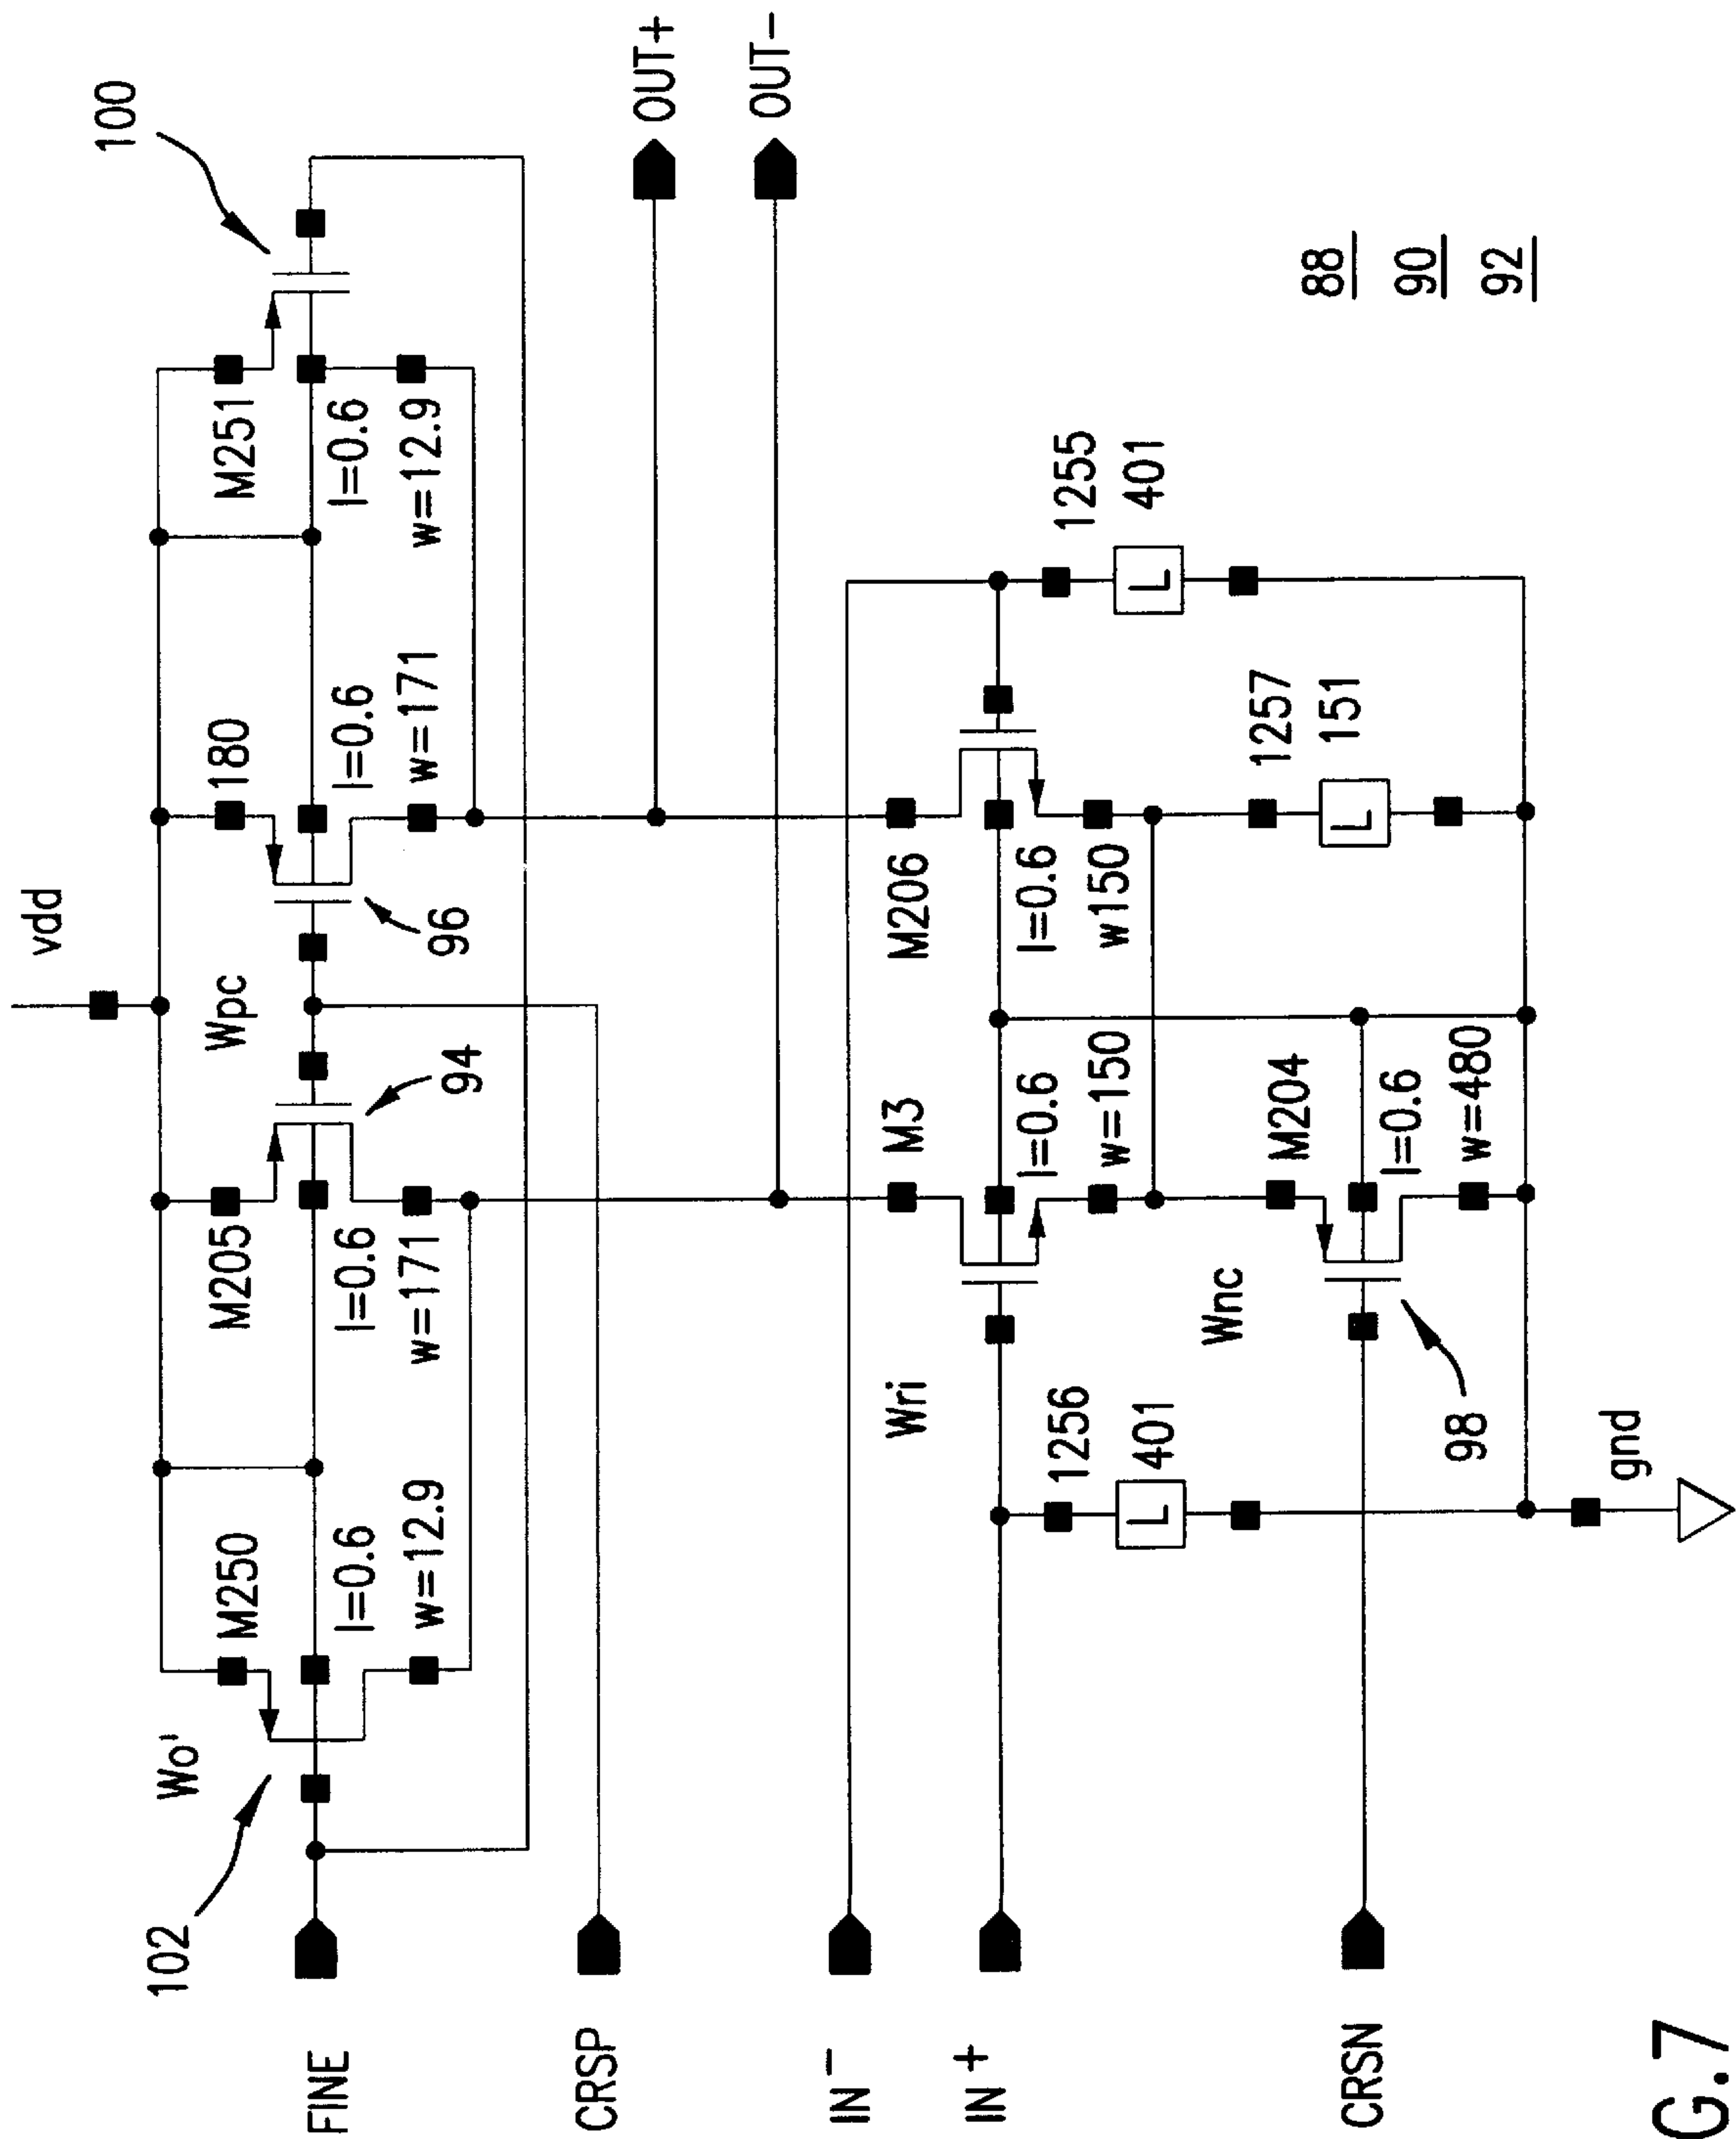 vdd
102
Wo'
M250
l=0.6
w=12.9
M205
l=0.6
w=171
94
Wpc
96
180
l=0.6
w=171
M251
l=0.6
w=12.9
100
FINE
CRSP
OUT+
OUT−
IN−
IN+
Wri
M3
l=0.6
w=150
M206
l=0.6
w150
1256
401
L
1255
401
L
1257
151
L
Wnc
M204
l=0.6
w=480
98
CRSN
gnd
88
90
92
G.7